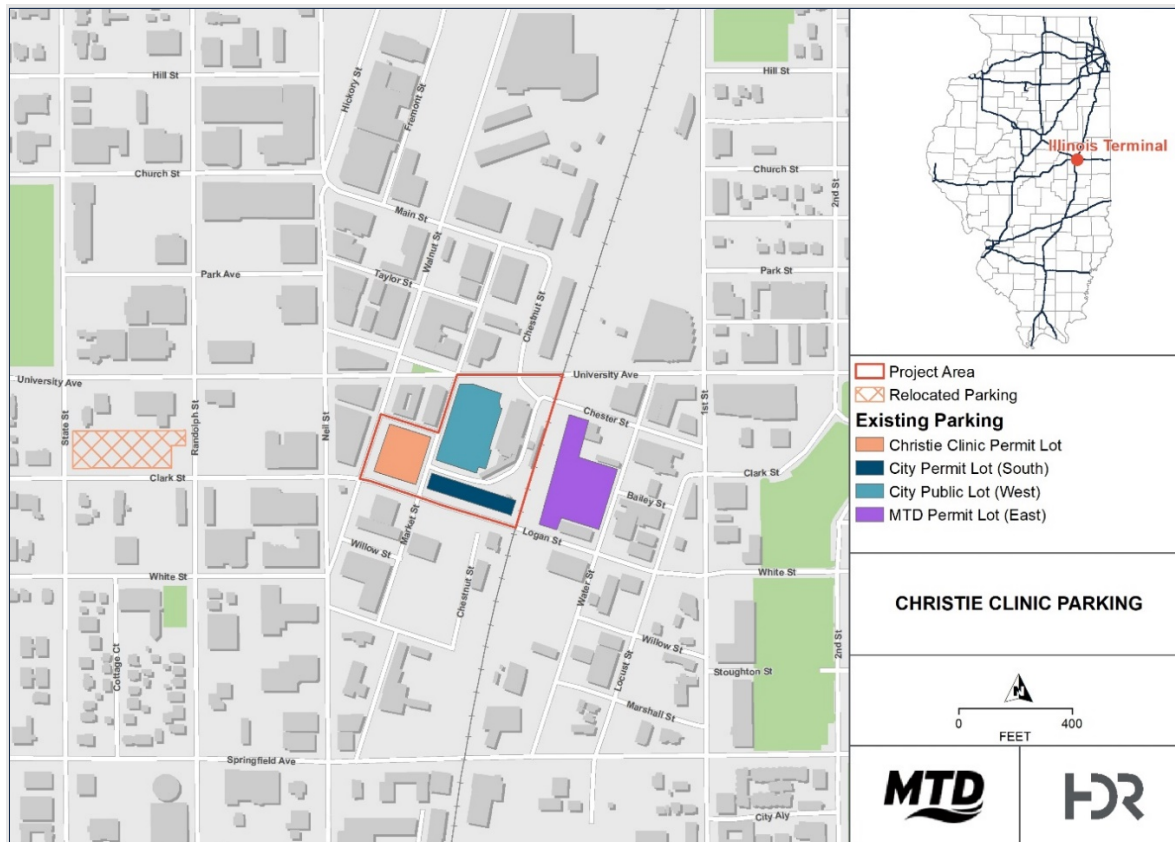 Hill St
Hickory St
Fremont St
Hill St
Church St
Church St
2nd St
Main St
Walnut St
Park Ave
Taylor St
Chestnut St
Park St
University Ave
University Ave
State St
Randolph St
Neil St
Chester St
1st St
Clark St
Clark St
Market St
Bailey St
Logan St
Willow St
White St
Chestnut St
Water St
White St
Cottage Ct
Willow St
Locust St
Stoughton St
2nd St
Marshall St
Springfield Ave
City Aly
Illinois Terminal
Project Area
Relocated Parking
Existing Parking
Christie Clinic Permit Lot
City Permit Lot (South)
City Public Lot (West)
MTD Permit Lot (East)
CHRISTIE CLINIC PARKING
N
0 400
FEET
MTD
HDR